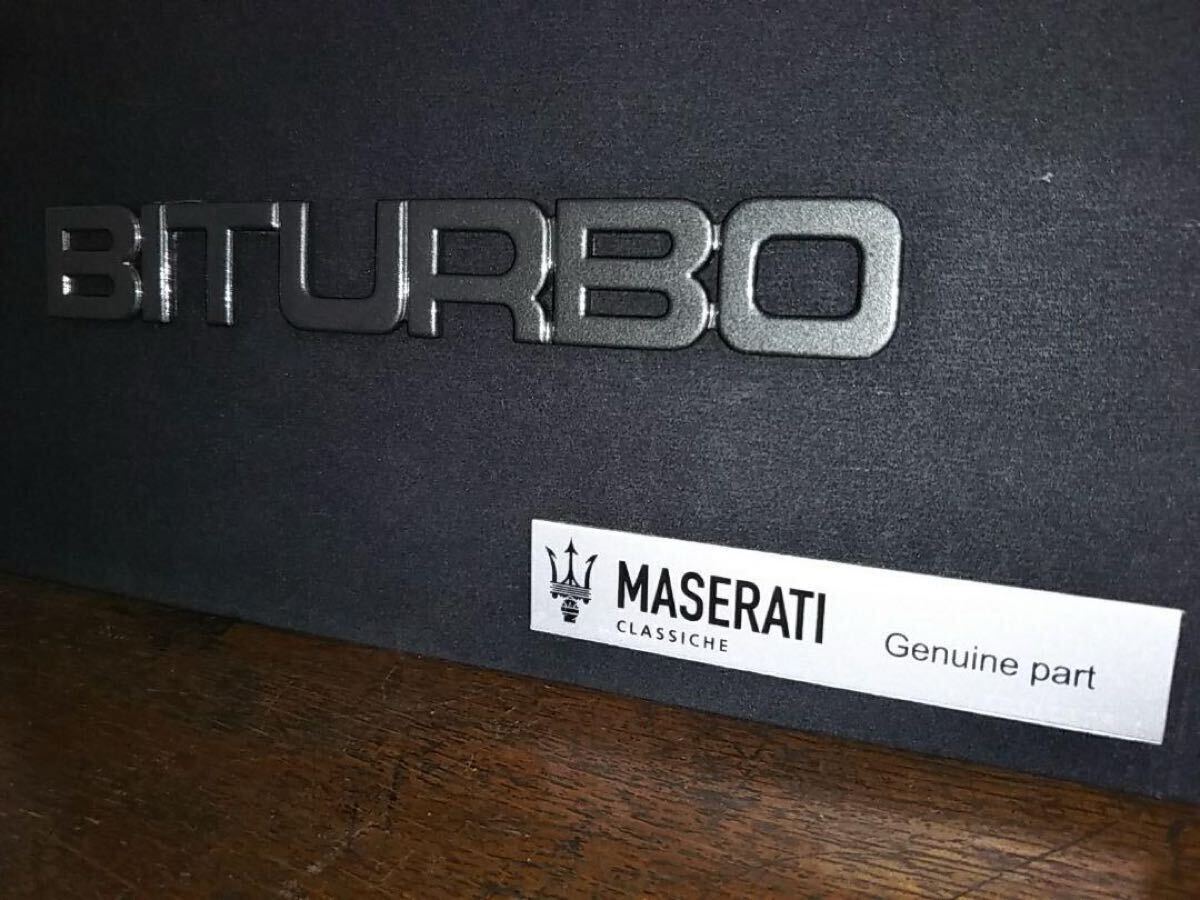 BITURBO
MASERATI
CLASSICHE
Genuine part